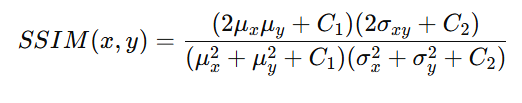 SSIM(x, y) = \frac{(2\mu_x\mu_y + C_1)(2\sigma_{xy} + C_2)}{(\mu_x^2 + \mu_y^2 + C_1)(\sigma_x^2 + \sigma_y^2 + C_2)}